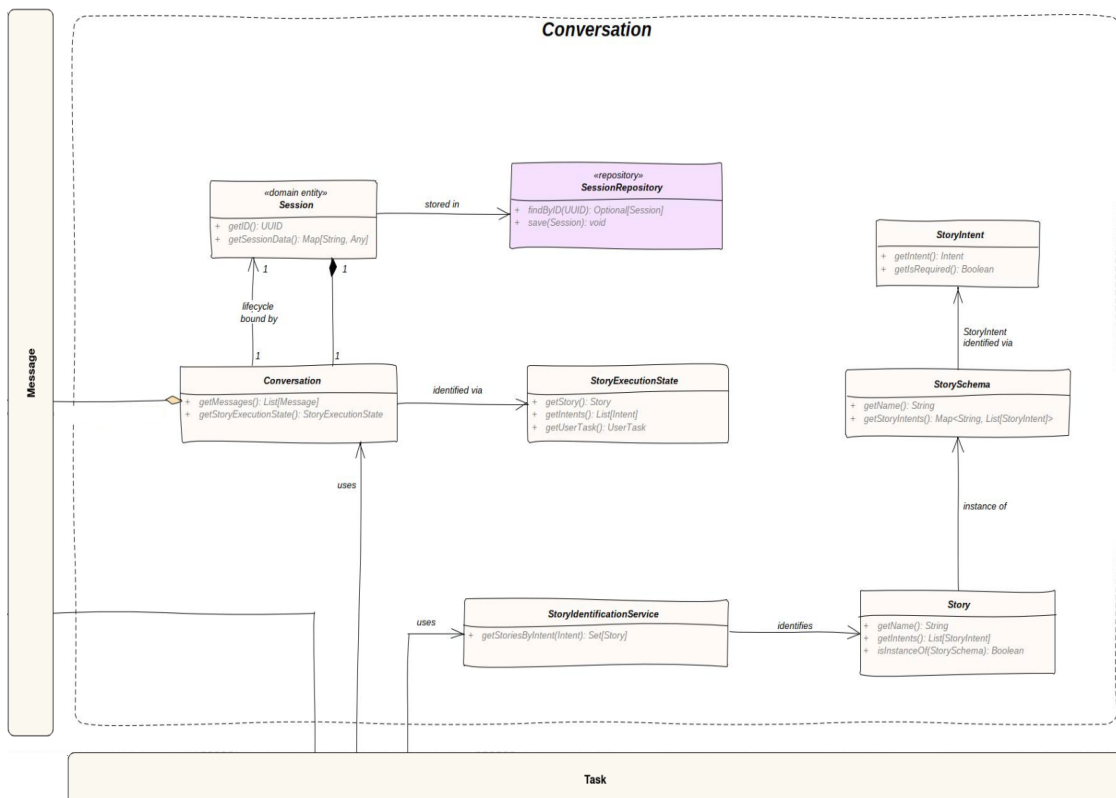 Conversation
«domain entity»
Session
+ getID(): UUID
+ getSessionData(): Map[String, Any]
stored in
«repository»
SessionRepository
+ findByID(UUID): Optional[Session]
+ save(Session): void
StoryIntent
+ getIntent(): Intent
+ getIsRequired(): Boolean
1
1
lifecycle
bound by
1
1
StoryIntent
identified via
Message
Conversation
+ getMessages(): List[Message]
+ getStoryExecutionState(): StoryExecutionState
identified via
StoryExecutionState
+ getStory(): Story
+ getIntents(): List[Intent]
+ getUserTask(): UserTask
StorySchema
+ getName(): String
+ getStoryIntents(): Map<String, List[StoryIntent]>
uses
instance of
uses
StoryIdentificationService
+ getStoriesByIntent(Intent): Set[Story]
identifies
Story
+ getName(): String
+ getIntents(): List[StoryIntent]
+ isInstanceOf(StorySchema): Boolean
Task